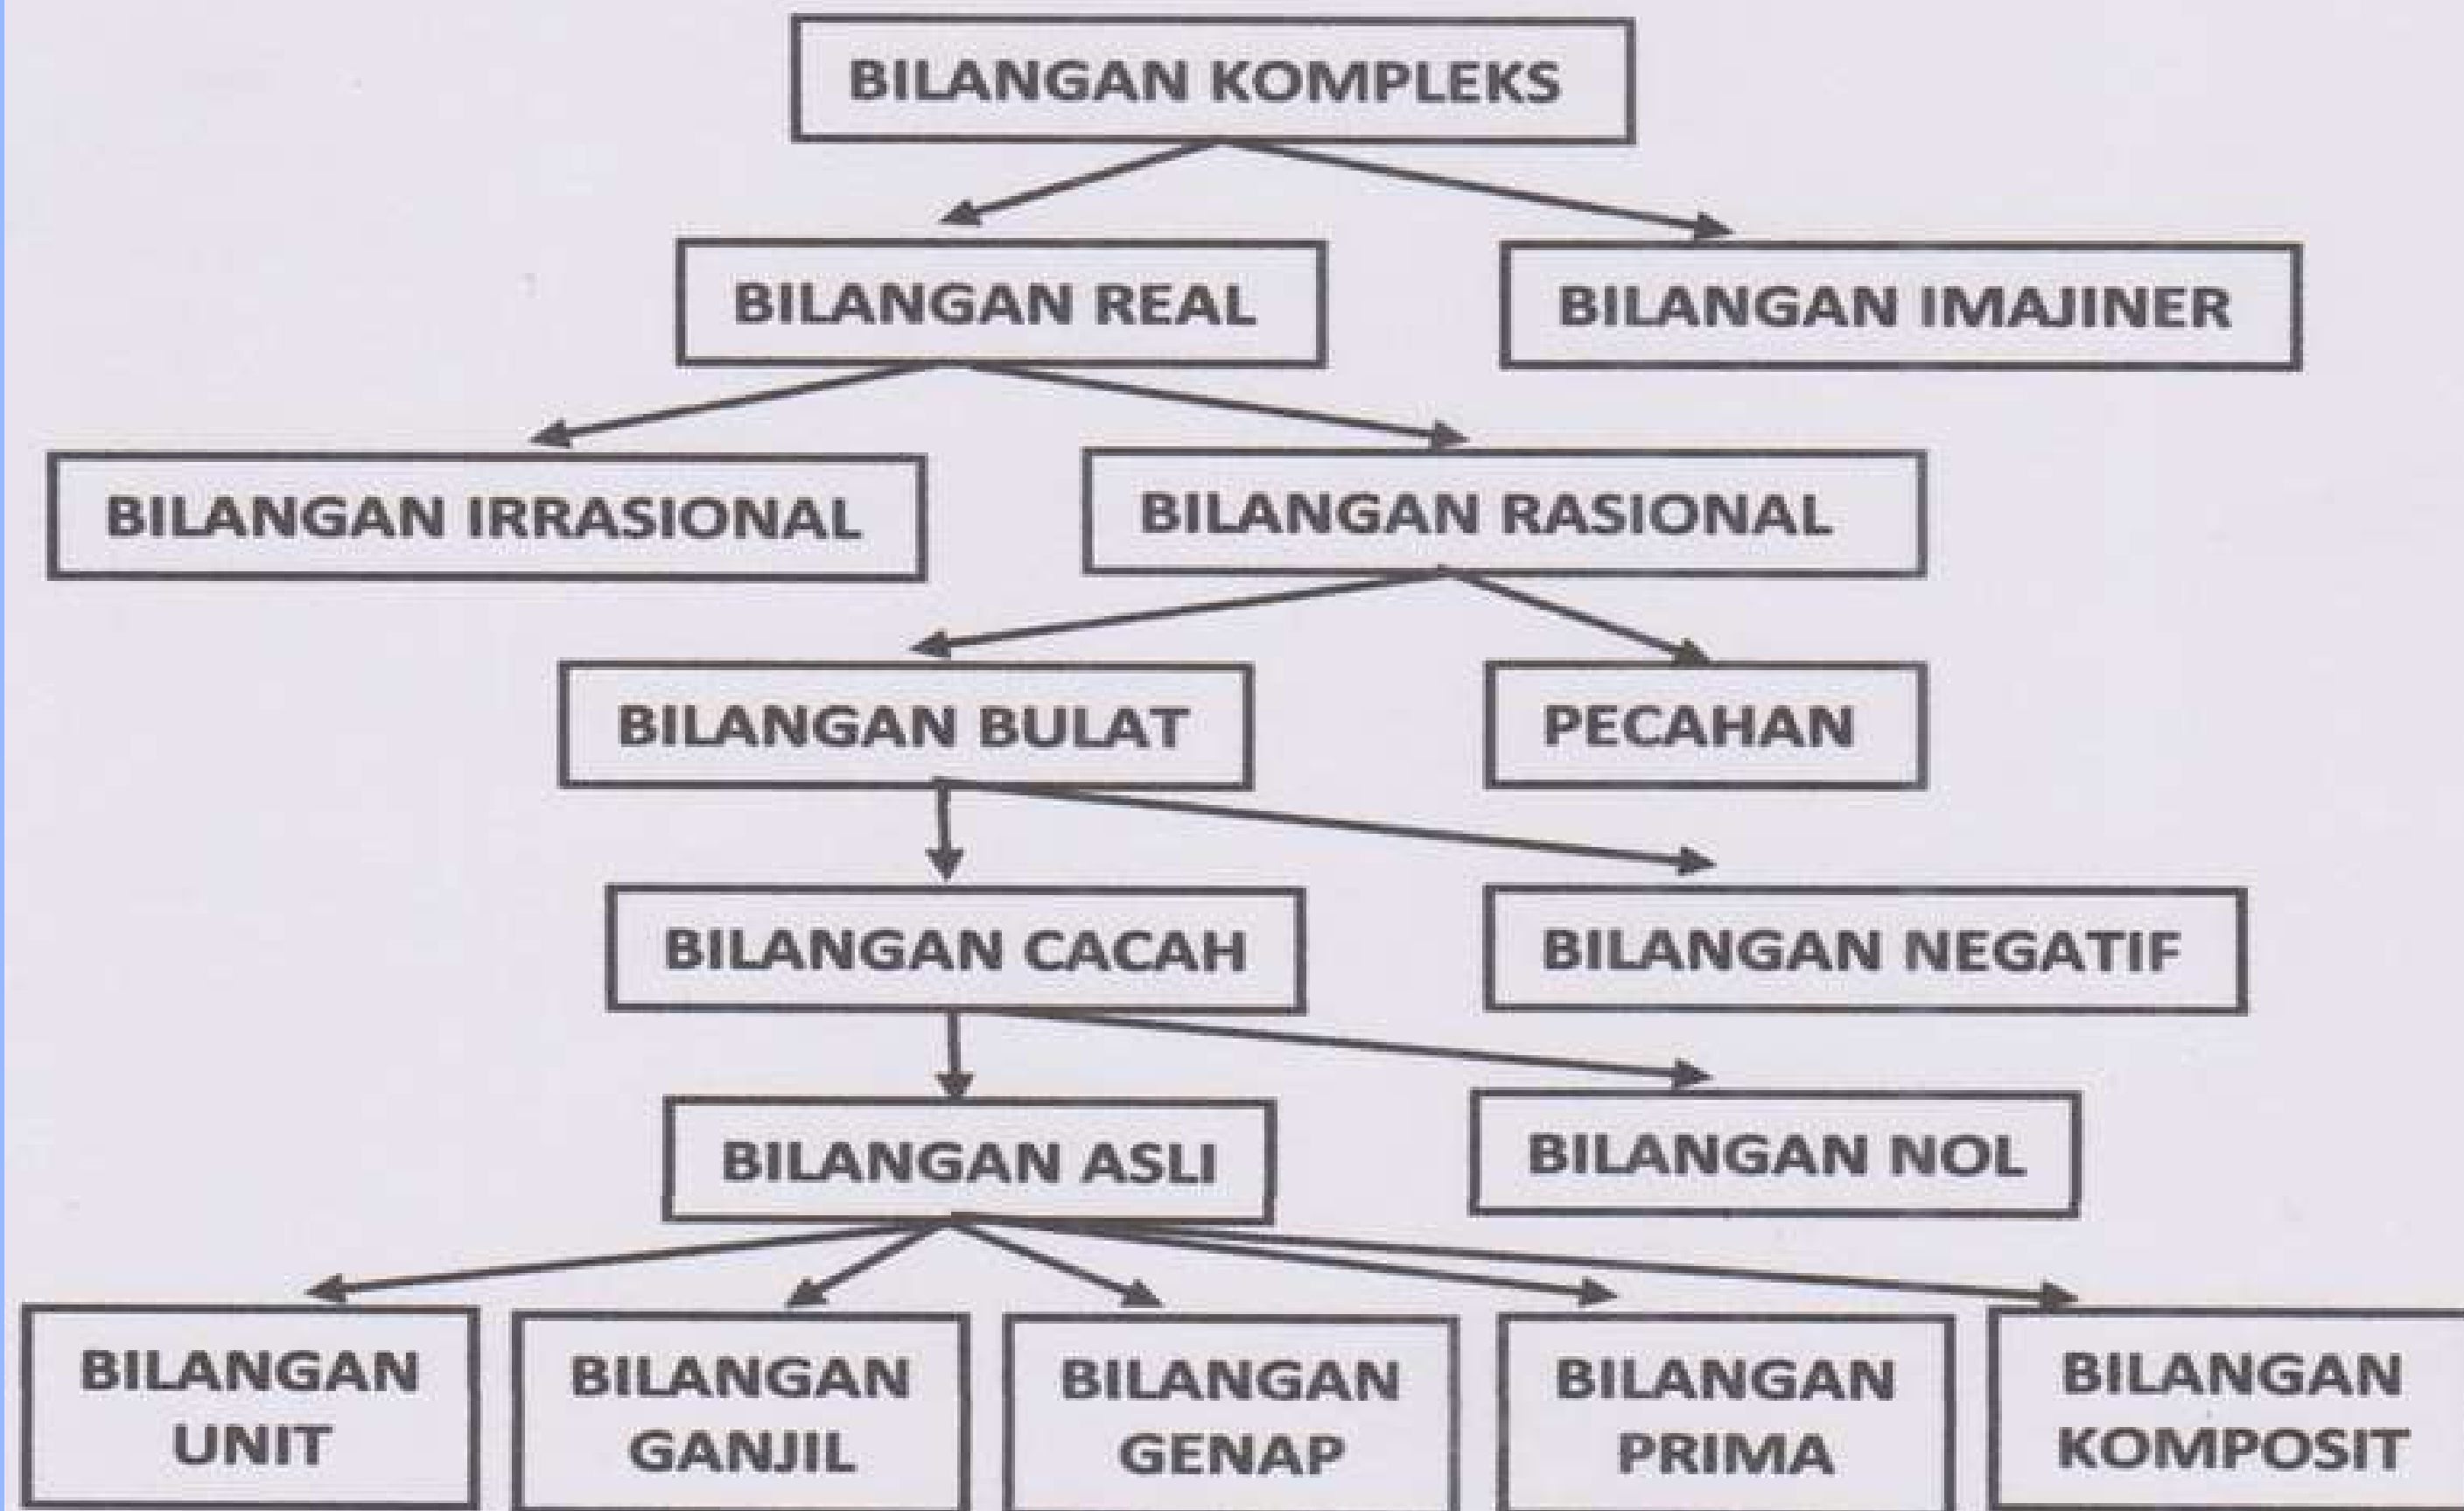 BILANGAN KOMPLEKS
BILANGAN REAL
BILANGAN IMAJINER
BILANGAN IRRASIONAL
BILANGAN RASIONAL
BILANGAN BULAT
PECAHAN
BILANGAN CACAH
BILANGAN NEGATIF
BILANGAN ASLI
BILANGAN NOL
BILANGAN
UNIT
BILANGAN
GANJIL
BILANGAN
GENAP
BILANGAN
PRIMA
BILANGAN
KOMPOSIT